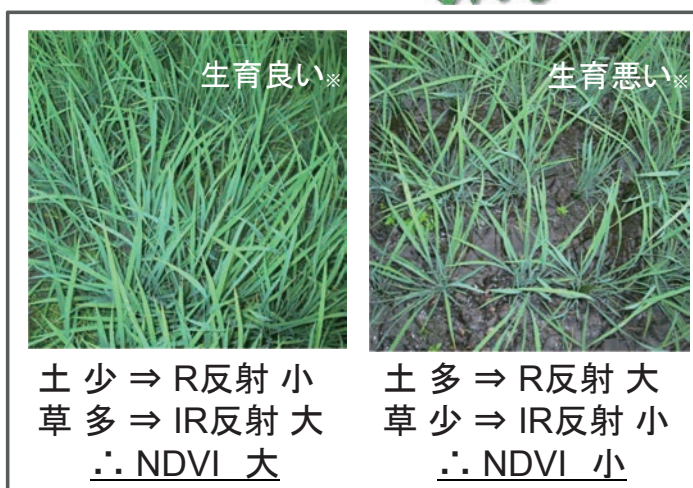 生育良い※
土 少 ⇒ R反射 小
草 多 ⇒ IR反射 大
∴ NDVI 大
生育悪い※
土 多 ⇒ R反射 大
草 少 ⇒ IR反射 小
∴ NDVI 小